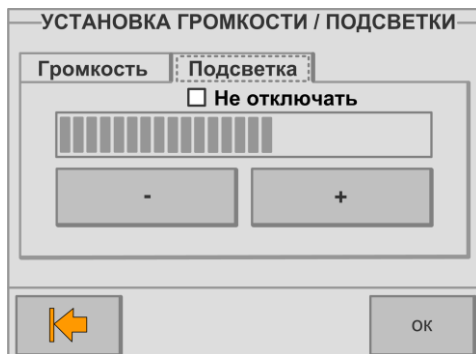 УСТАНОВКА ГРОМКОСТИ / ПОДСВЕТКИ
Громкость Подсветка
Не отключать
- +
ОК